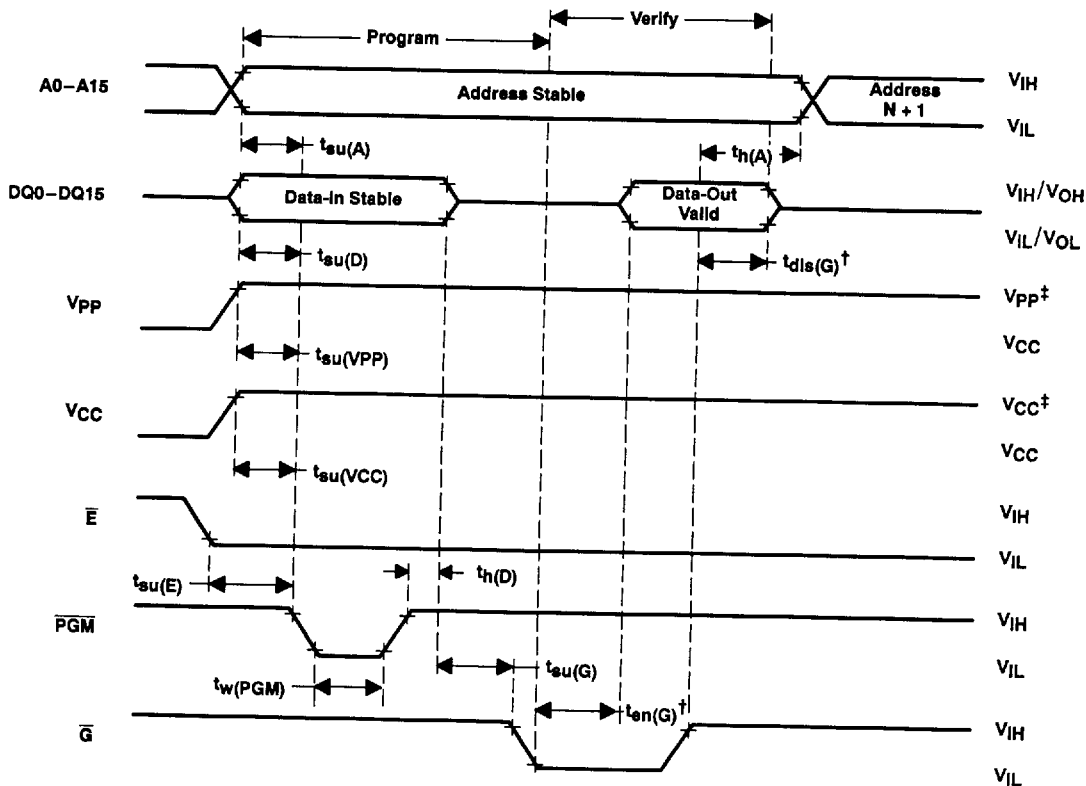 Verify
Program
A0–A15
Address Stable
Address
N + 1
VIH
VIL
tsu(A)
th(A)
DQ0–DQ15
Data-In Stable
Data-Out
Valid
VIH/VOH
VIL/VOL
tsu(D)
tdis(G)†
VPP
VPP‡
VCC
tsu(VPP)
VCC
VCC‡
VCC
tsu(VCC)
E
VIH
VIL
tsu(E)
th(D)
PGM
VIH
VIL
tsu(G)
tw(PGM)
ten(G)†
G
VIH
VIL